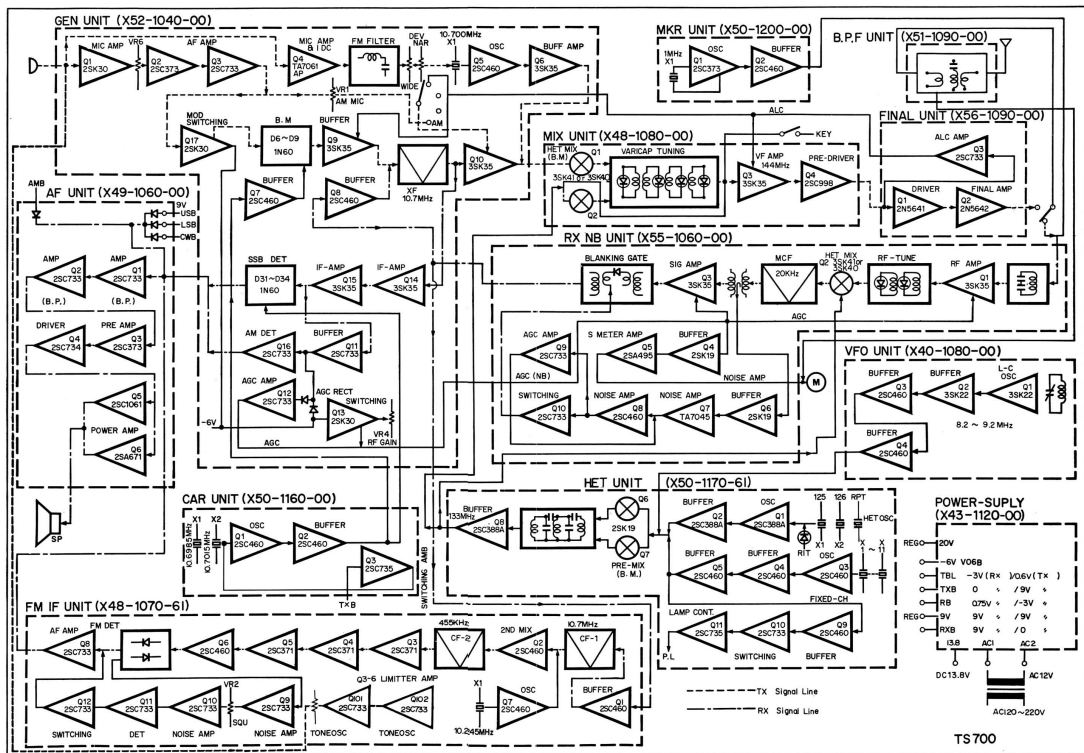 GEN UNIT (X52-1040-00)
MIC AMP
VR6
AF AMP
Q1
2SK30
Q2
2SC373
Q3
2SC733
MIC AMP
& IDC
Q4
TA7061
AP
FM FILTER
DEV
NAR
WIDE
AM
VR1
AM MIC
10.700MHz
X1
OSC
Q5
2SC460
BUFF AMP
Q6
3SK35
MOD
SWITCHING
Q17
2SK30
B.M
D6~D9
1N60
BUFFER
Q9
3SK35
BUFFER
Q7
2SC460
BUFFER
Q8
2SC460
XF
10.7MHz
Q10
3SK35
SSB DET
D31~D34
1N60
IF-AMP
Q15
3SK35
IF-AMP
Q14
3SK35
AM DET
Q16
2SC733
BUFFER
Q11
2SC733
AGC AMP
Q12
2SC733
AGC RECT
SWITCHING
Q13
2SK30
VR4
RF GAIN
-6V
AGC
MKR UNIT (X50-1200-00)
1MHz
X1
OSC
Q1
2SC373
BUFFER
Q2
2SC460
B.P.F UNIT
(X51-1090-00)
ALC
KEY
MIX UNIT(X48-1080-00)
HET MIX
(B.M)
Q1
3SK41 or 3SK40
Q2
VARICAP TUNING
VF AMP
144MHz
Q3
3SK35
PRE-DRIVER
Q4
2SC998
FINAL UNIT (X56-1090-00)
ALC AMP
Q3
2SC733
DRIVER
Q1
2N5641
FINAL AMP
Q2
2N5642
AF UNIT (X49-1060-00)
AMB
9V
USB
LSB
CWB
AMP
Q2
2SC733
(B.P.)
AMP
Q1
2SC733
(B.P.)
DRIVER
Q4
2SC734
PRE AMP
Q3
2SC373
Q5
2SC1061
POWER AMP
Q6
2SA671
SP
RX NB UNIT (X55-1060-00)
BLANKING GATE
SIG AMP
Q3
3SK35
MCF
20KHz
HET MIX
Q2 3SK41or
3SK40
RF-TUNE
RF AMP
Q1
3SK35
AGC
AGC AMP
Q9
2SC733
AGC (NB)
S METER AMP
Q5
2SA495
BUFFER
Q4
2SK19
NOISE AMP
M
SWITCHING
Q10
2SC733
NOISE AMP
Q8
2SC460
Q7
TA7045
BUFFER
Q6
2SK19
VFO UNIT (X40-1080-00)
BUFFER
Q3
2SC460
BUFFER
Q2
3SK22
L-C
OSC
Q1
3SK22
8.2 ~ 9.2MHz
BUFFER
Q4
2SC460
CAR UNIT (X50-1160-00)
X1
X2
10.6985MHz
10.7015MHz
OSC
Q1
2SC460
BUFFER
Q2
2SC460
Q3
2SC735
TXB
SWITCHING AMB
HET UNIT
(X50-1170-61)
BUFFER
133MHz
Q8
2SC388A
Q6
2SK19
Q7
PRE-MIX
(B.M.)
BUFFER
Q2
2SC388A
OSC
Q1
2SC388A
RIT
125
126
RPT
X1
X2
HET OSC
X
1
~
X
11
BUFFER
Q5
2SC460
BUFFER
Q4
2SC460
OSC
Q3
2SC460
FIXED-CH
LAMP CONT.
Q11
2SC735
Q10
2SC733
Q9
2SC460
P.L
SWITCHING
BUFFER
POWER-SUPLY
(X43-1120-00)
REG
20V
-6V V06B
TBL -3V(RX 〃)/0.6V(TX 〃)
TXB 0 〃 /9V 〃
RB 0.75V 〃 /-3V 〃
REG 9V 9V 〃 /9V 〃
RXB 9V 〃 /0 〃
13.8
AC1
AC2
DC13.8V
AC12V
AC120~220V
FM IF UNIT (X48-1070-61)
AF AMP
Q8
2SC733
FM DET
Q6
2SC460
Q5
2SC371
Q4
2SC371
Q3
2SC371
455KHz
CF-2
2ND MIX
Q2
2SC460
10.7MHz
CF-1
Q3-6 LIMITTER AMP
X1
10.245MHz
OSC
Q7
2SC460
BUFFER
Q1
2SC460
Q12
2SC733
Q11
2SC733
Q10
2SC733
VR2
SQU
Q9
2SC733
Q101
2SC733
Q102
2SC733
SWITCHING
DET
NOISE AMP
NOISE AMP
TONEOSC
TONEOSC
TX Signal Line
RX Signal Line
TS700